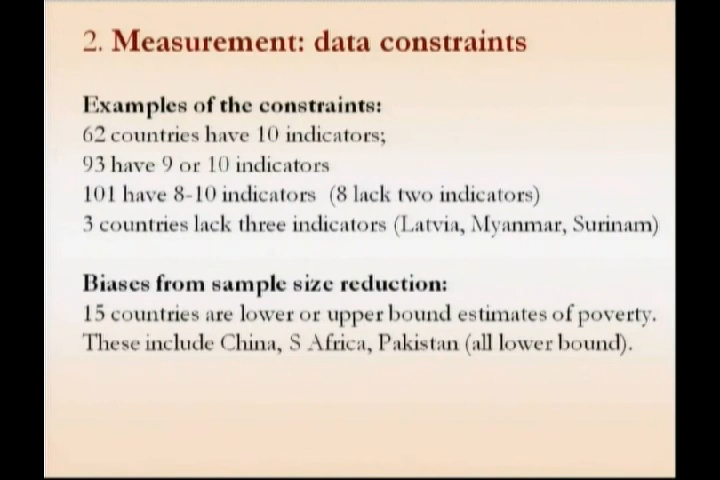 2. Measurement: data constraints
Examples of the constraints:
62 countries have 10 indicators;
93 have 9 or 10 indicators
101 have 8-10 indicators (8 lack two indicators)
3 countries lack three indicators (Latvia, Myanmar, Surinam)
Biases from sample size reduction:
15 countries are lower or upper bound estimates of poverty.
These include China, S Africa, Pakistan (all lower bound).